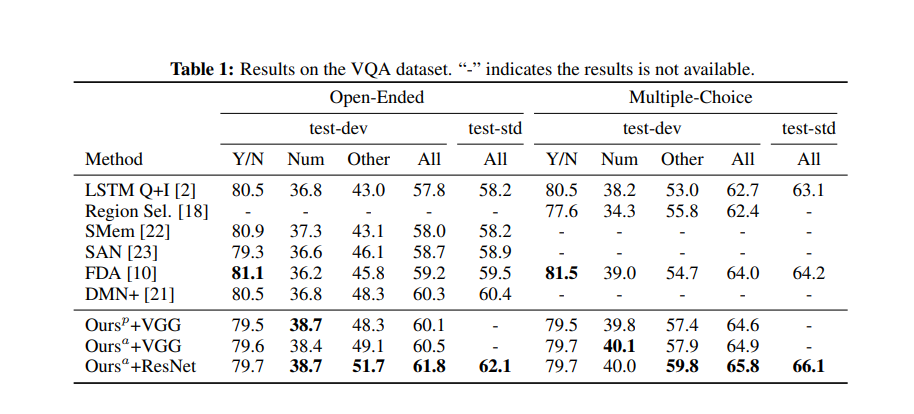 Table 1: Results on the VQA dataset. “-” indicates the results is not available.
Open-Ended Multiple-Choice
test-dev test-std test-dev test-std
Method Y/N Num Other All All Y/N Num Other All All
LSTM Q+I [2] 80.5 36.8 43.0 57.8 58.2 80.5 38.2 53.0 62.7 63.1
Region Sel. [18] - - - - - 77.6 34.3 55.8 62.4 -
SMem [22] 80.9 37.3 43.1 58.0 58.2 - - - - -
SAN [23] 79.3 36.6 46.1 58.7 58.9 - - - - -
FDA [10] 81.1 36.2 45.8 59.2 59.5 81.5 39.0 54.7 64.0 64.2
DMN+ [21] 80.5 36.8 48.3 60.3 60.4 - - - - -
Oursᵖ+VGG 79.5 38.7 48.3 60.1 - 79.5 39.8 57.4 64.6 -
Oursᵃ+VGG 79.6 38.4 49.1 60.5 - 79.7 40.1 57.9 64.9 -
Oursᵃ+ResNet 79.7 38.7 51.7 61.8 62.1 79.7 40.0 59.8 65.8 66.1